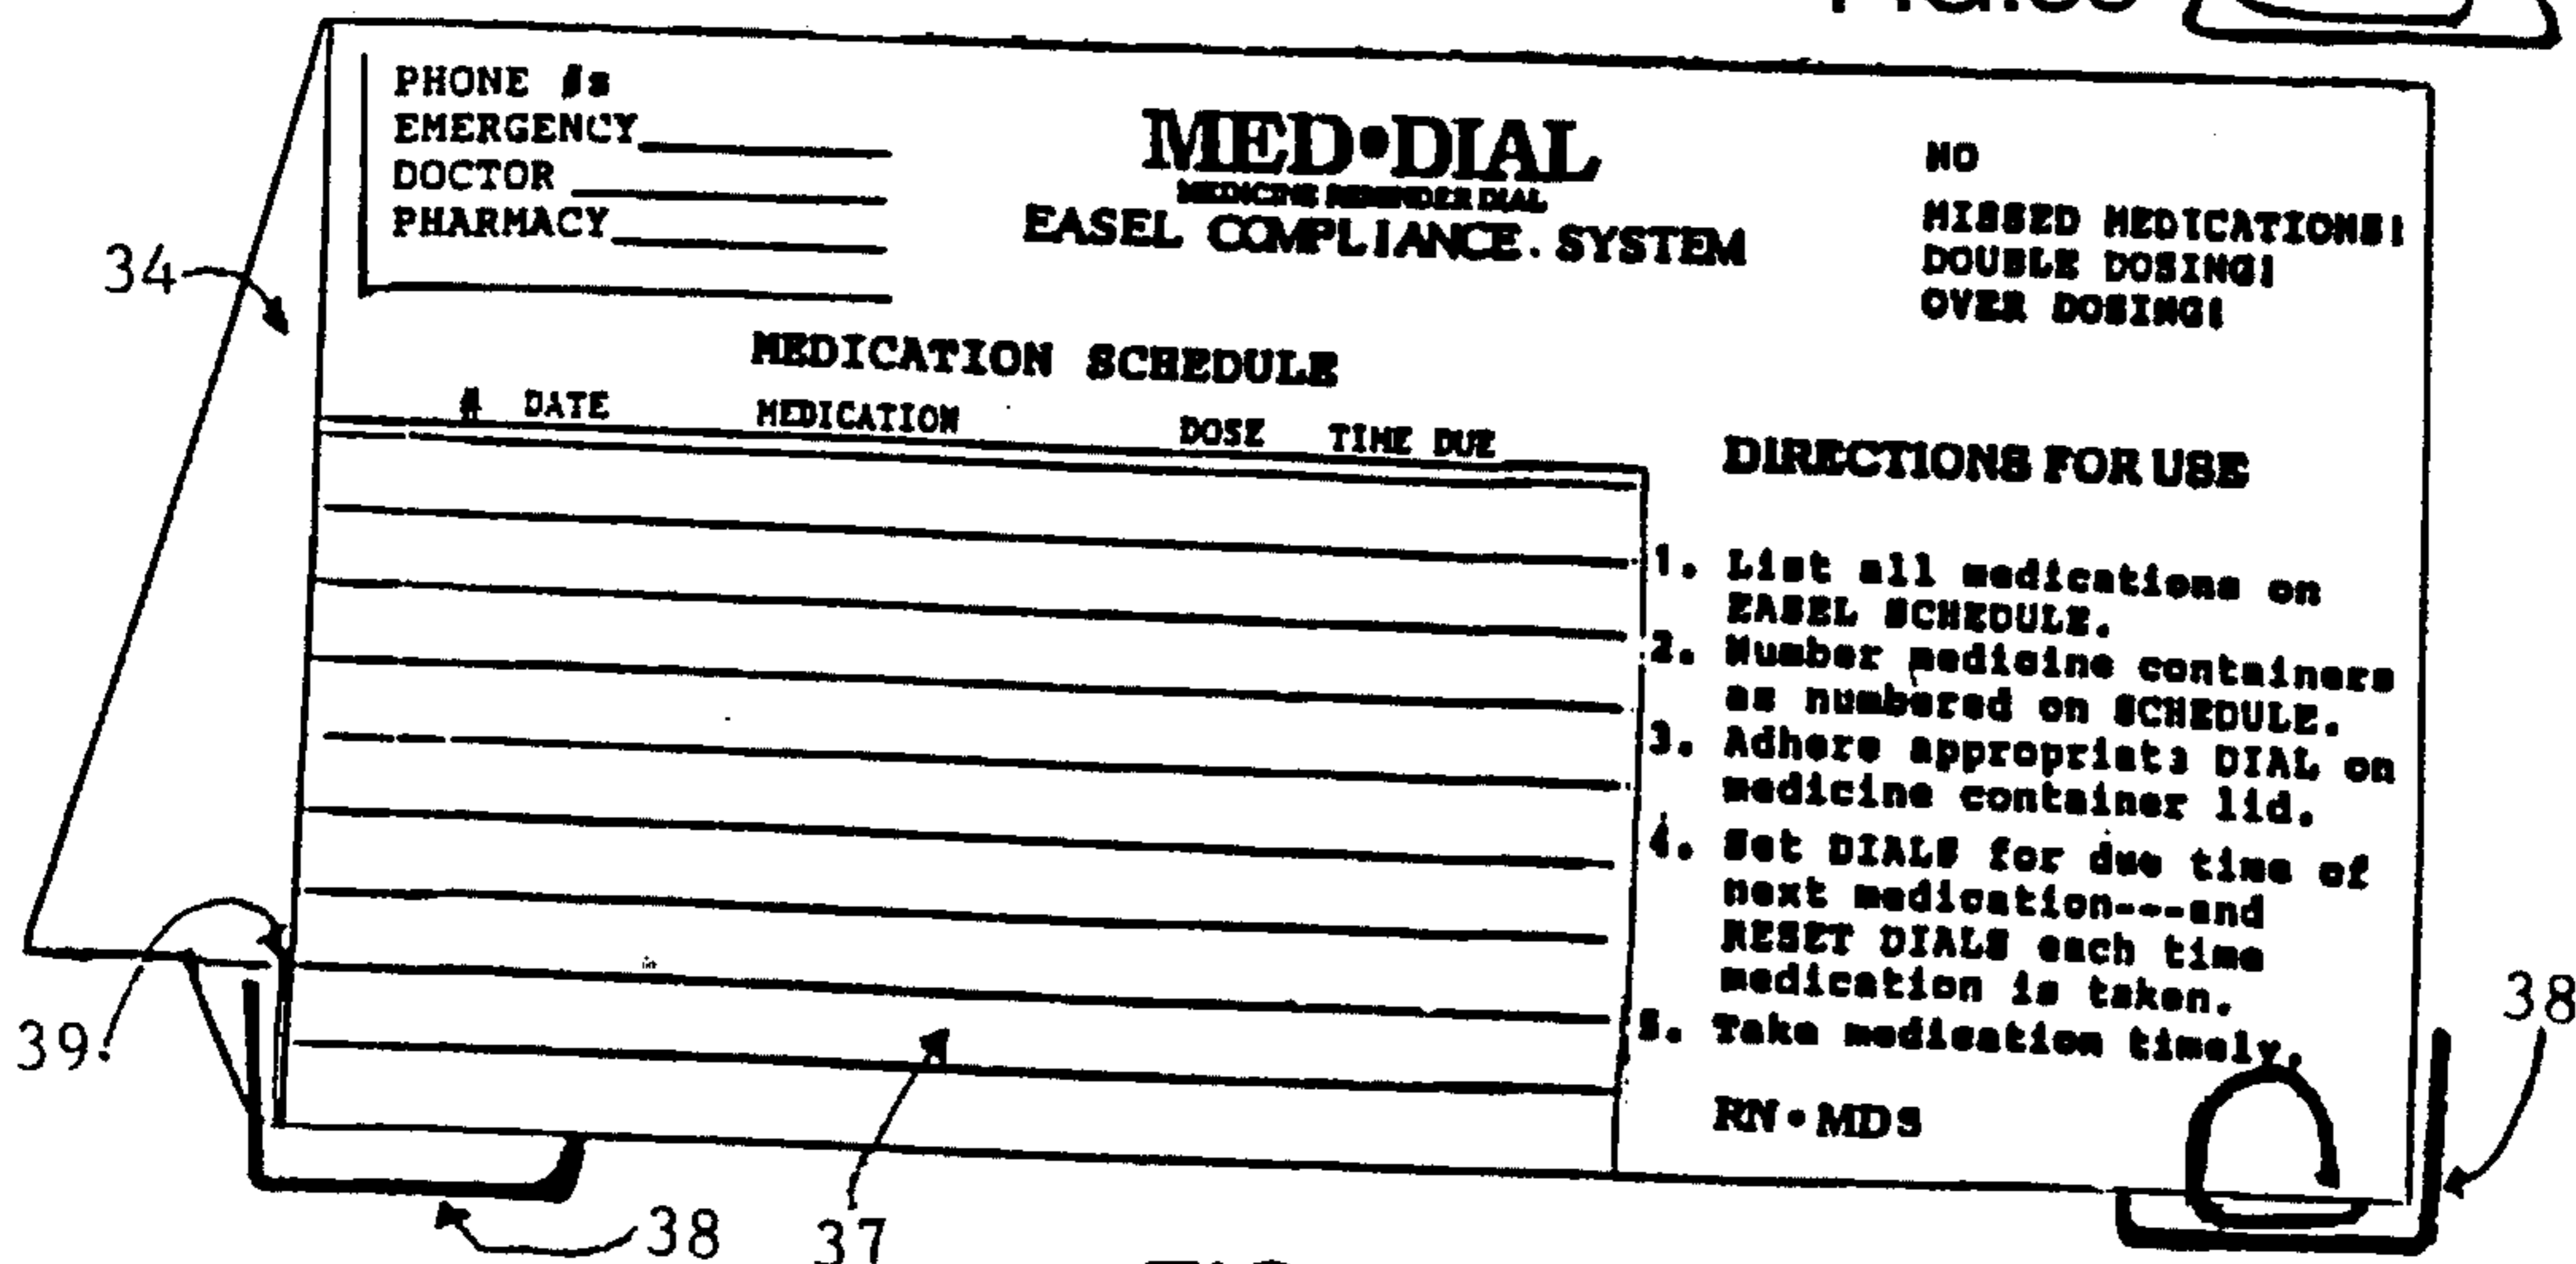 PHONE #s
EMERGENCY
DOCTOR
PHARMACY
MED•DIAL
MEDICINE REMINDER DIAL
EASEL COMPLIANCE. SYSTEM
NO
MISSED MEDICATIONS!
DOUBLE DOSING!
OVER DOSING!
34
MEDICATION SCHEDULE
# DATE MEDICATION DOSE TIME DUE
DIRECTIONS FOR USE
1. List all medications on
EASEL SCHEDULE.
2. Number medicine containers
as numbered on SCHEDULE.
3. Adhere appropriate DIAL on
medicine container lid.
4. Set DIALS for due time of
next medication---and
RESET DIALS each time
medication is taken.
5. Take medication timely.
RN•MDS
39
38
38
37